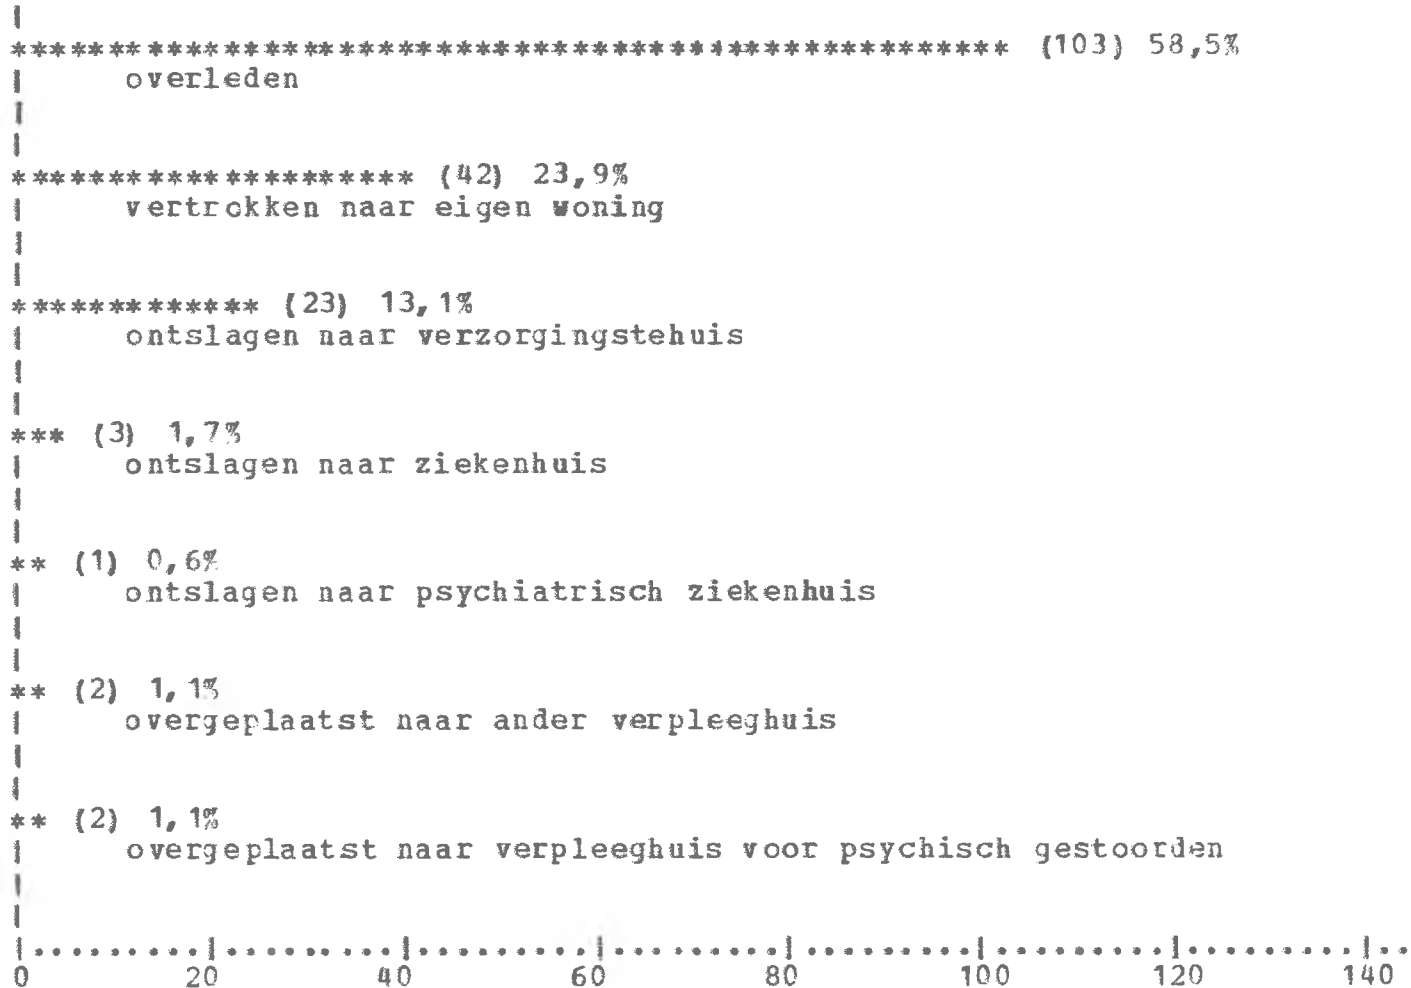 ***************************************************** (103) 58,5%
overleden
********************* (42) 23,9%
vertrokken naar eigen woning
************* (23) 13,1%
ontslagen naar verzorgingstehuis
*** (3) 1,7%
ontslagen naar ziekenhuis
** (1) 0,6%
ontslagen naar psychiatrisch ziekenhuis
** (2) 1,1%
overgeplaatst naar ander verpleeghuis
** (2) 1,1%
overgeplaatst naar verpleeghuis voor psychisch gestoorden
0 20 40 60 80 100 120 140